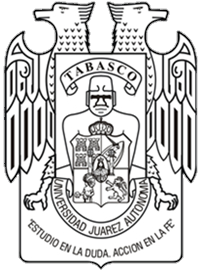 TABASCO
UNIVERSIDAD JUAREZ AUTONOMA
"ESTUDIO EN LA DUDA. ACCION EN LA FE"